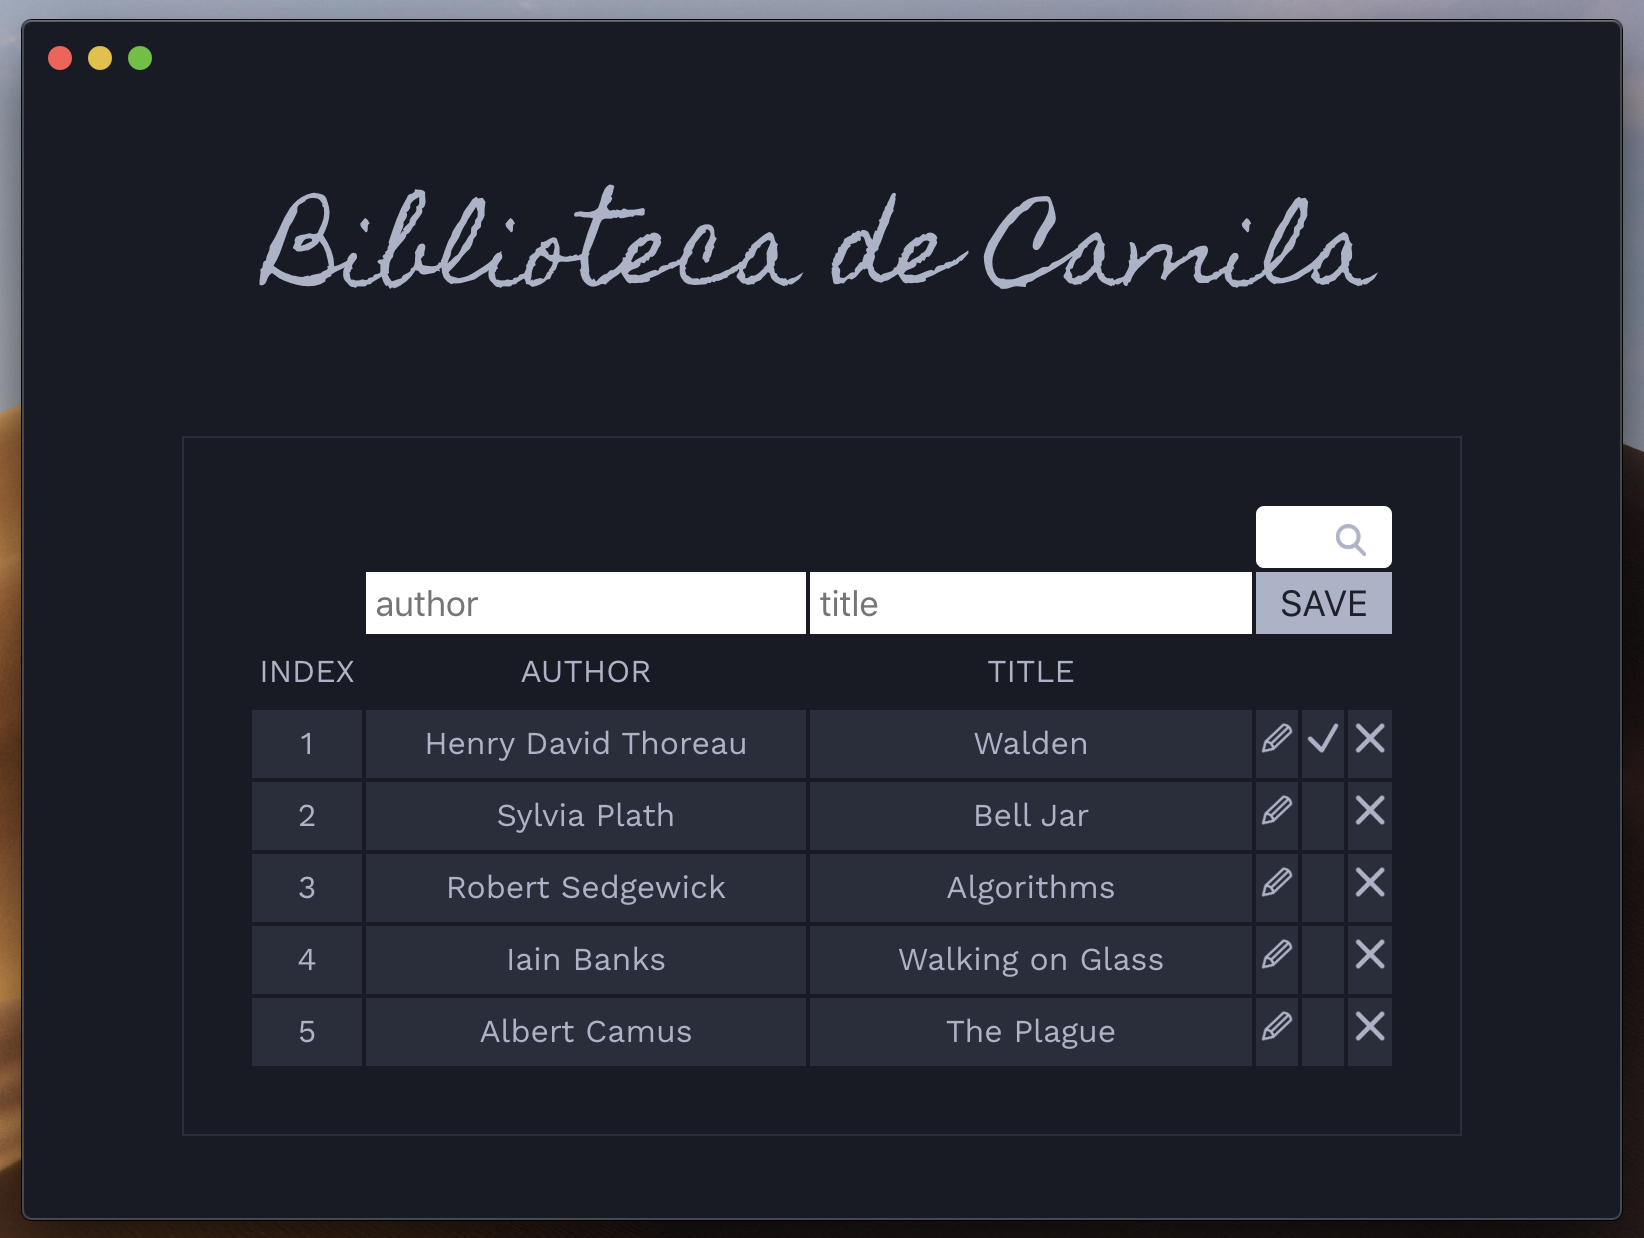 Biblioteca de Camila
author title SAVE
INDEX AUTHOR TITLE
1 Henry David Thoreau Walden
2 Sylvia Plath Bell Jar
3 Robert Sedgewick Algorithms
4 Iain Banks Walking on Glass
5 Albert Camus The Plague